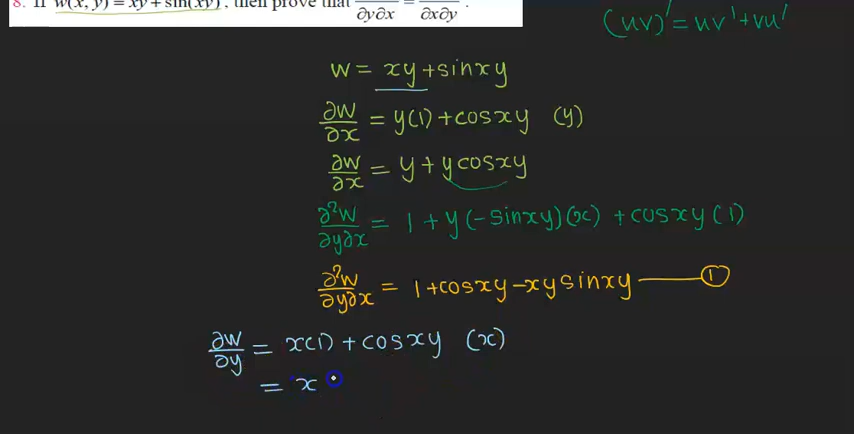 8. If w(x, y) = xy + sin(xy), then prove that ∂y∂x = ∂x∂y.
(uv)' = uv' + vu'
w = xy + sinxy
∂w/∂x = y(1) + cosxy (y)
∂w/∂x = y + y cosxy
∂²w/∂y∂x = 1 + y(-sinxy)(x) + cosxy(1)
∂²w/∂y∂x = 1 + cosxy - xy sinxy ——— ①
∂w/∂y = x(1) + cosxy (x)
= x